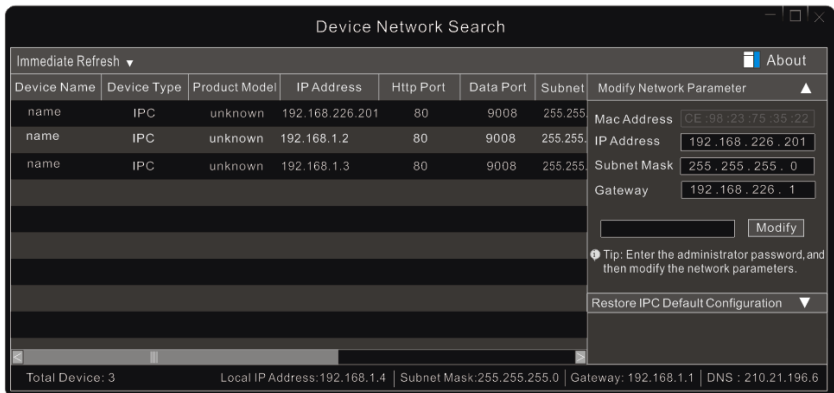 Device Network Search
Immediate Refresh ▼
About
Device Name Device Type Product Model IP Address Http Port Data Port Subnet
name IPC unknown 192.168.226.201 80 9008 255.255.
name IPC unknown 192.168.1.2 80 9008 255.255.
name IPC unknown 192.168.1.3 80 9008 255.255.
Modify Network Parameter ▲
Mac Address CE:98:23:75:35:22
IP Address 192.168.226.201
Subnet Mask 255.255.255.0
Gateway 192.168.226.1
Modify
Tip: Enter the administrator password,and
then modify the network parameters.
Restore IPC Default Configuration ▼
Total Device: 3 Local IP Address:192.168.1.4 Subnet Mask:255.255.255.0 Gateway: 192.168.1.1 DNS : 210.21.196.6